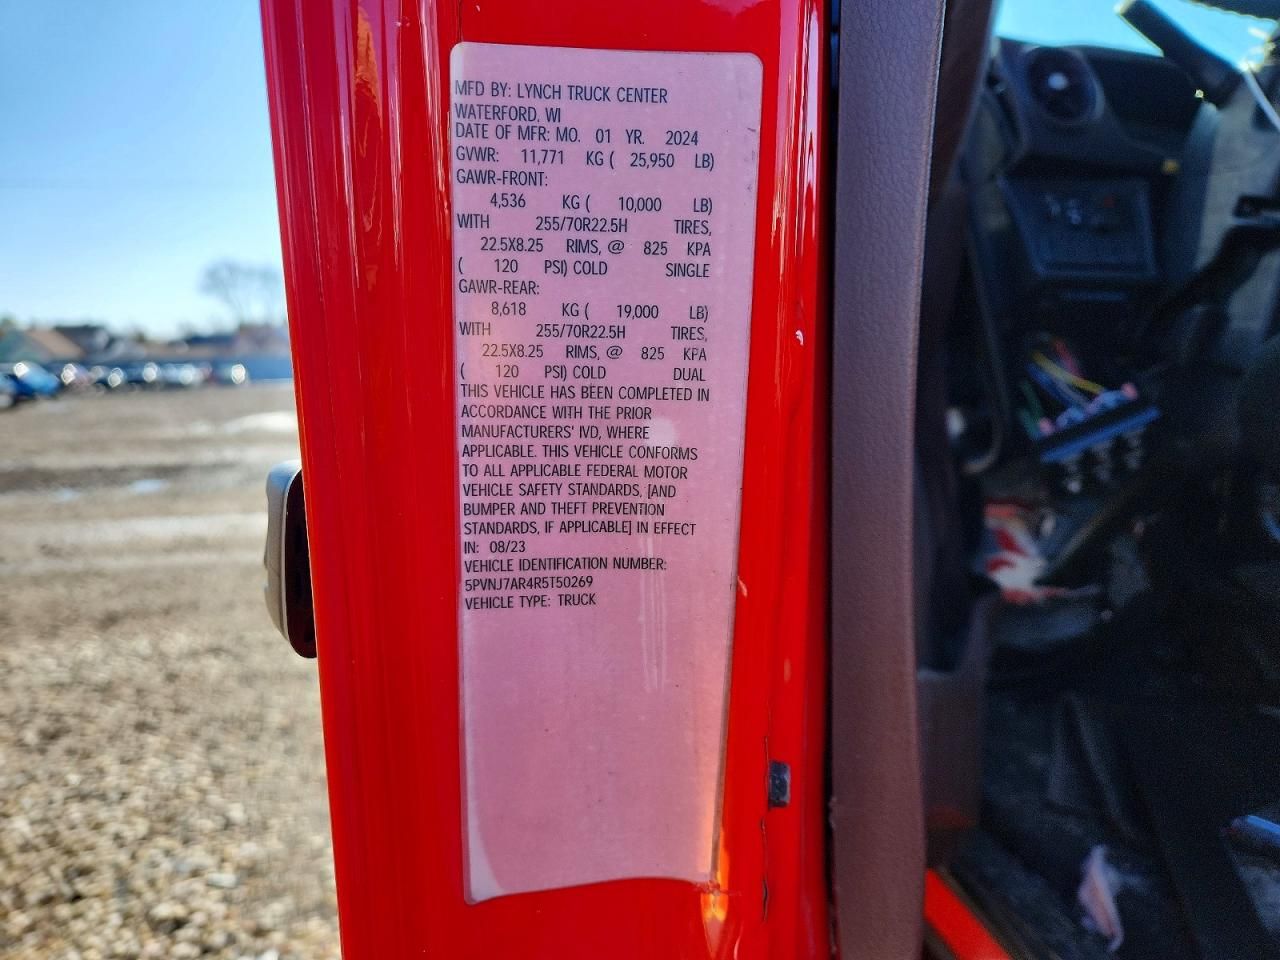 MFD BY: LYNCH TRUCK CENTER
WATERFORD, WI
DATE OF MFR: MO. 01 YR. 2024
GVWR: 11,771 KG ( 25,950 LB)
GAWR-FRONT:
4,536 KG ( 10,000 LB)
WITH 255/70R22.5H TIRES,
22.5X8.25 RIMS, @ 825 KPA
( 120 PSI) COLD SINGLE
GAWR-REAR:
8,618 KG ( 19,000 LB)
WITH 255/70R22.5H TIRES,
22.5X8.25 RIMS, @ 825 KPA
( 120 PSI) COLD DUAL
THIS VEHICLE HAS BEEN COMPLETED IN
ACCORDANCE WITH THE PRIOR
MANUFACTURERS' IVD, WHERE
APPLICABLE. THIS VEHICLE CONFORMS
TO ALL APPLICABLE FEDERAL MOTOR
VEHICLE SAFETY STANDARDS, [AND
BUMPER AND THEFT PREVENTION
STANDARDS, IF APPLICABLE] IN EFFECT
IN: 08/23
VEHICLE IDENTIFICATION NUMBER:
5PVNJ7AR4R5T50269
VEHICLE TYPE: TRUCK